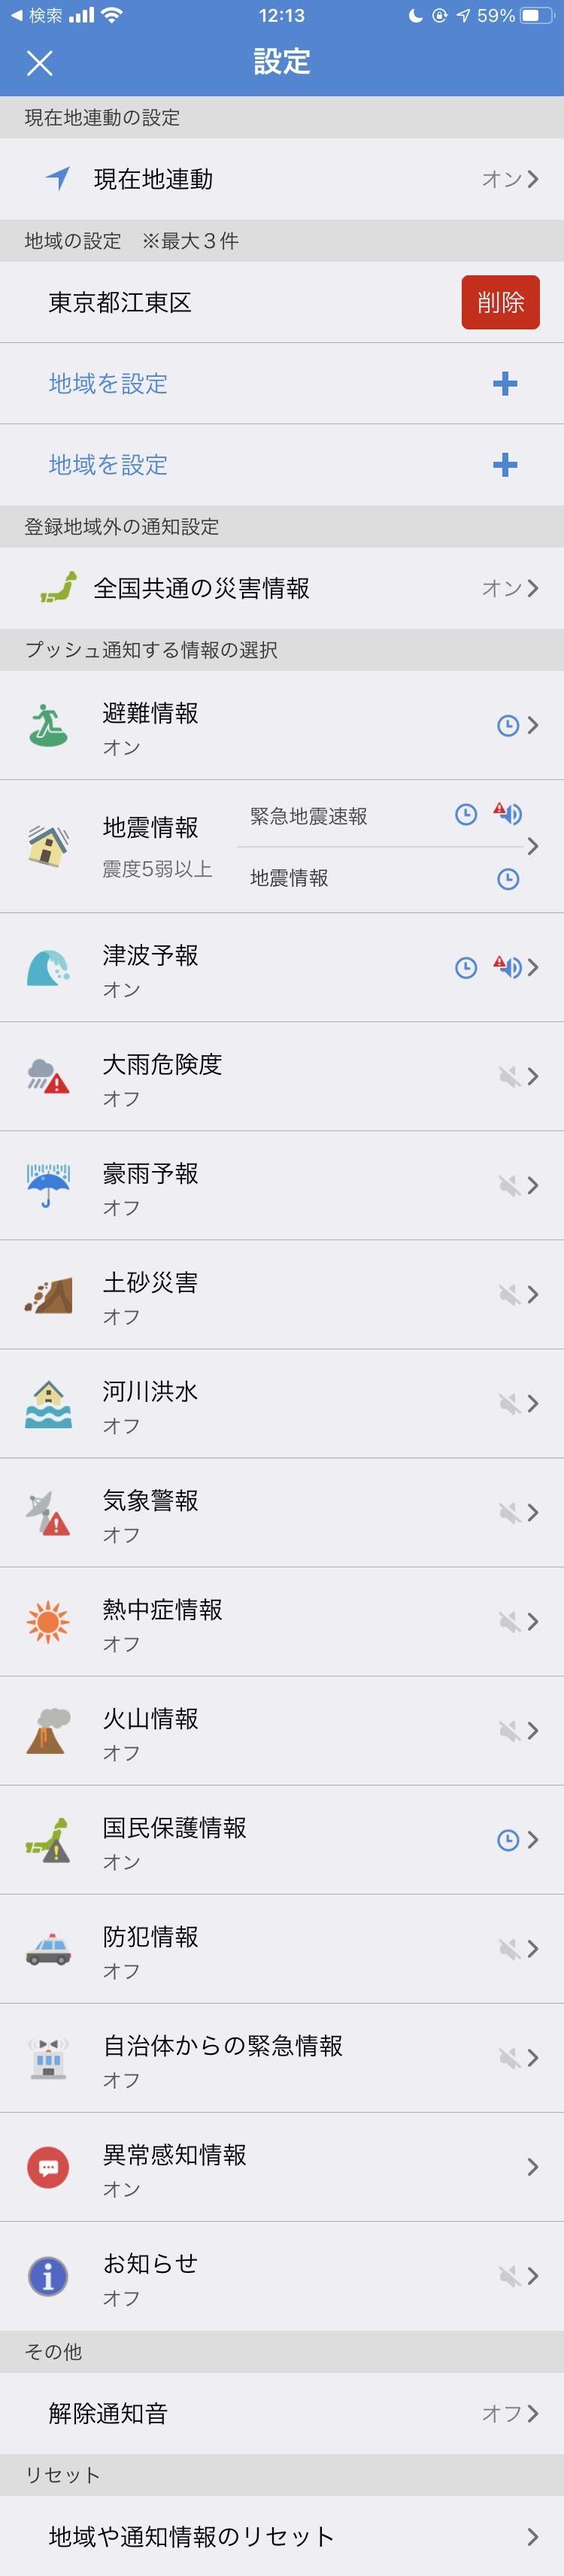 ◀検索
12:13
59%
設定
現在地連動の設定
現在地連動
オン
地域の設定　※最大３件
東京都江東区
削除
地域を設定
地域を設定
登録地域外の通知設定
全国共通の災害情報
オン
プッシュ通知する情報の選択
避難情報
オン
地震情報
震度5弱以上
緊急地震速報
地震情報
津波予報
オン
大雨危険度
オフ
豪雨予報
オフ
土砂災害
オフ
河川洪水
オフ
気象警報
オフ
熱中症情報
オフ
火山情報
オフ
国民保護情報
オン
防犯情報
オフ
自治体からの緊急情報
オフ
異常感知情報
オン
お知らせ
オフ
その他
解除通知音
オフ
リセット
地域や通知情報のリセット